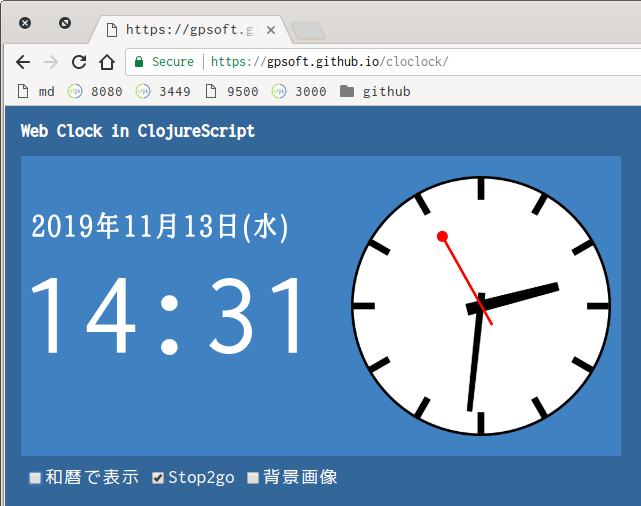 https://gpsoft.g
Secure https://gpsoft.github.io/cloclock/
md 8080 3449 9500 3000 github
Web Clock in ClojureScript
2019年11月13日(水)
14:31
和暦で表示 Stop2go 背景画像